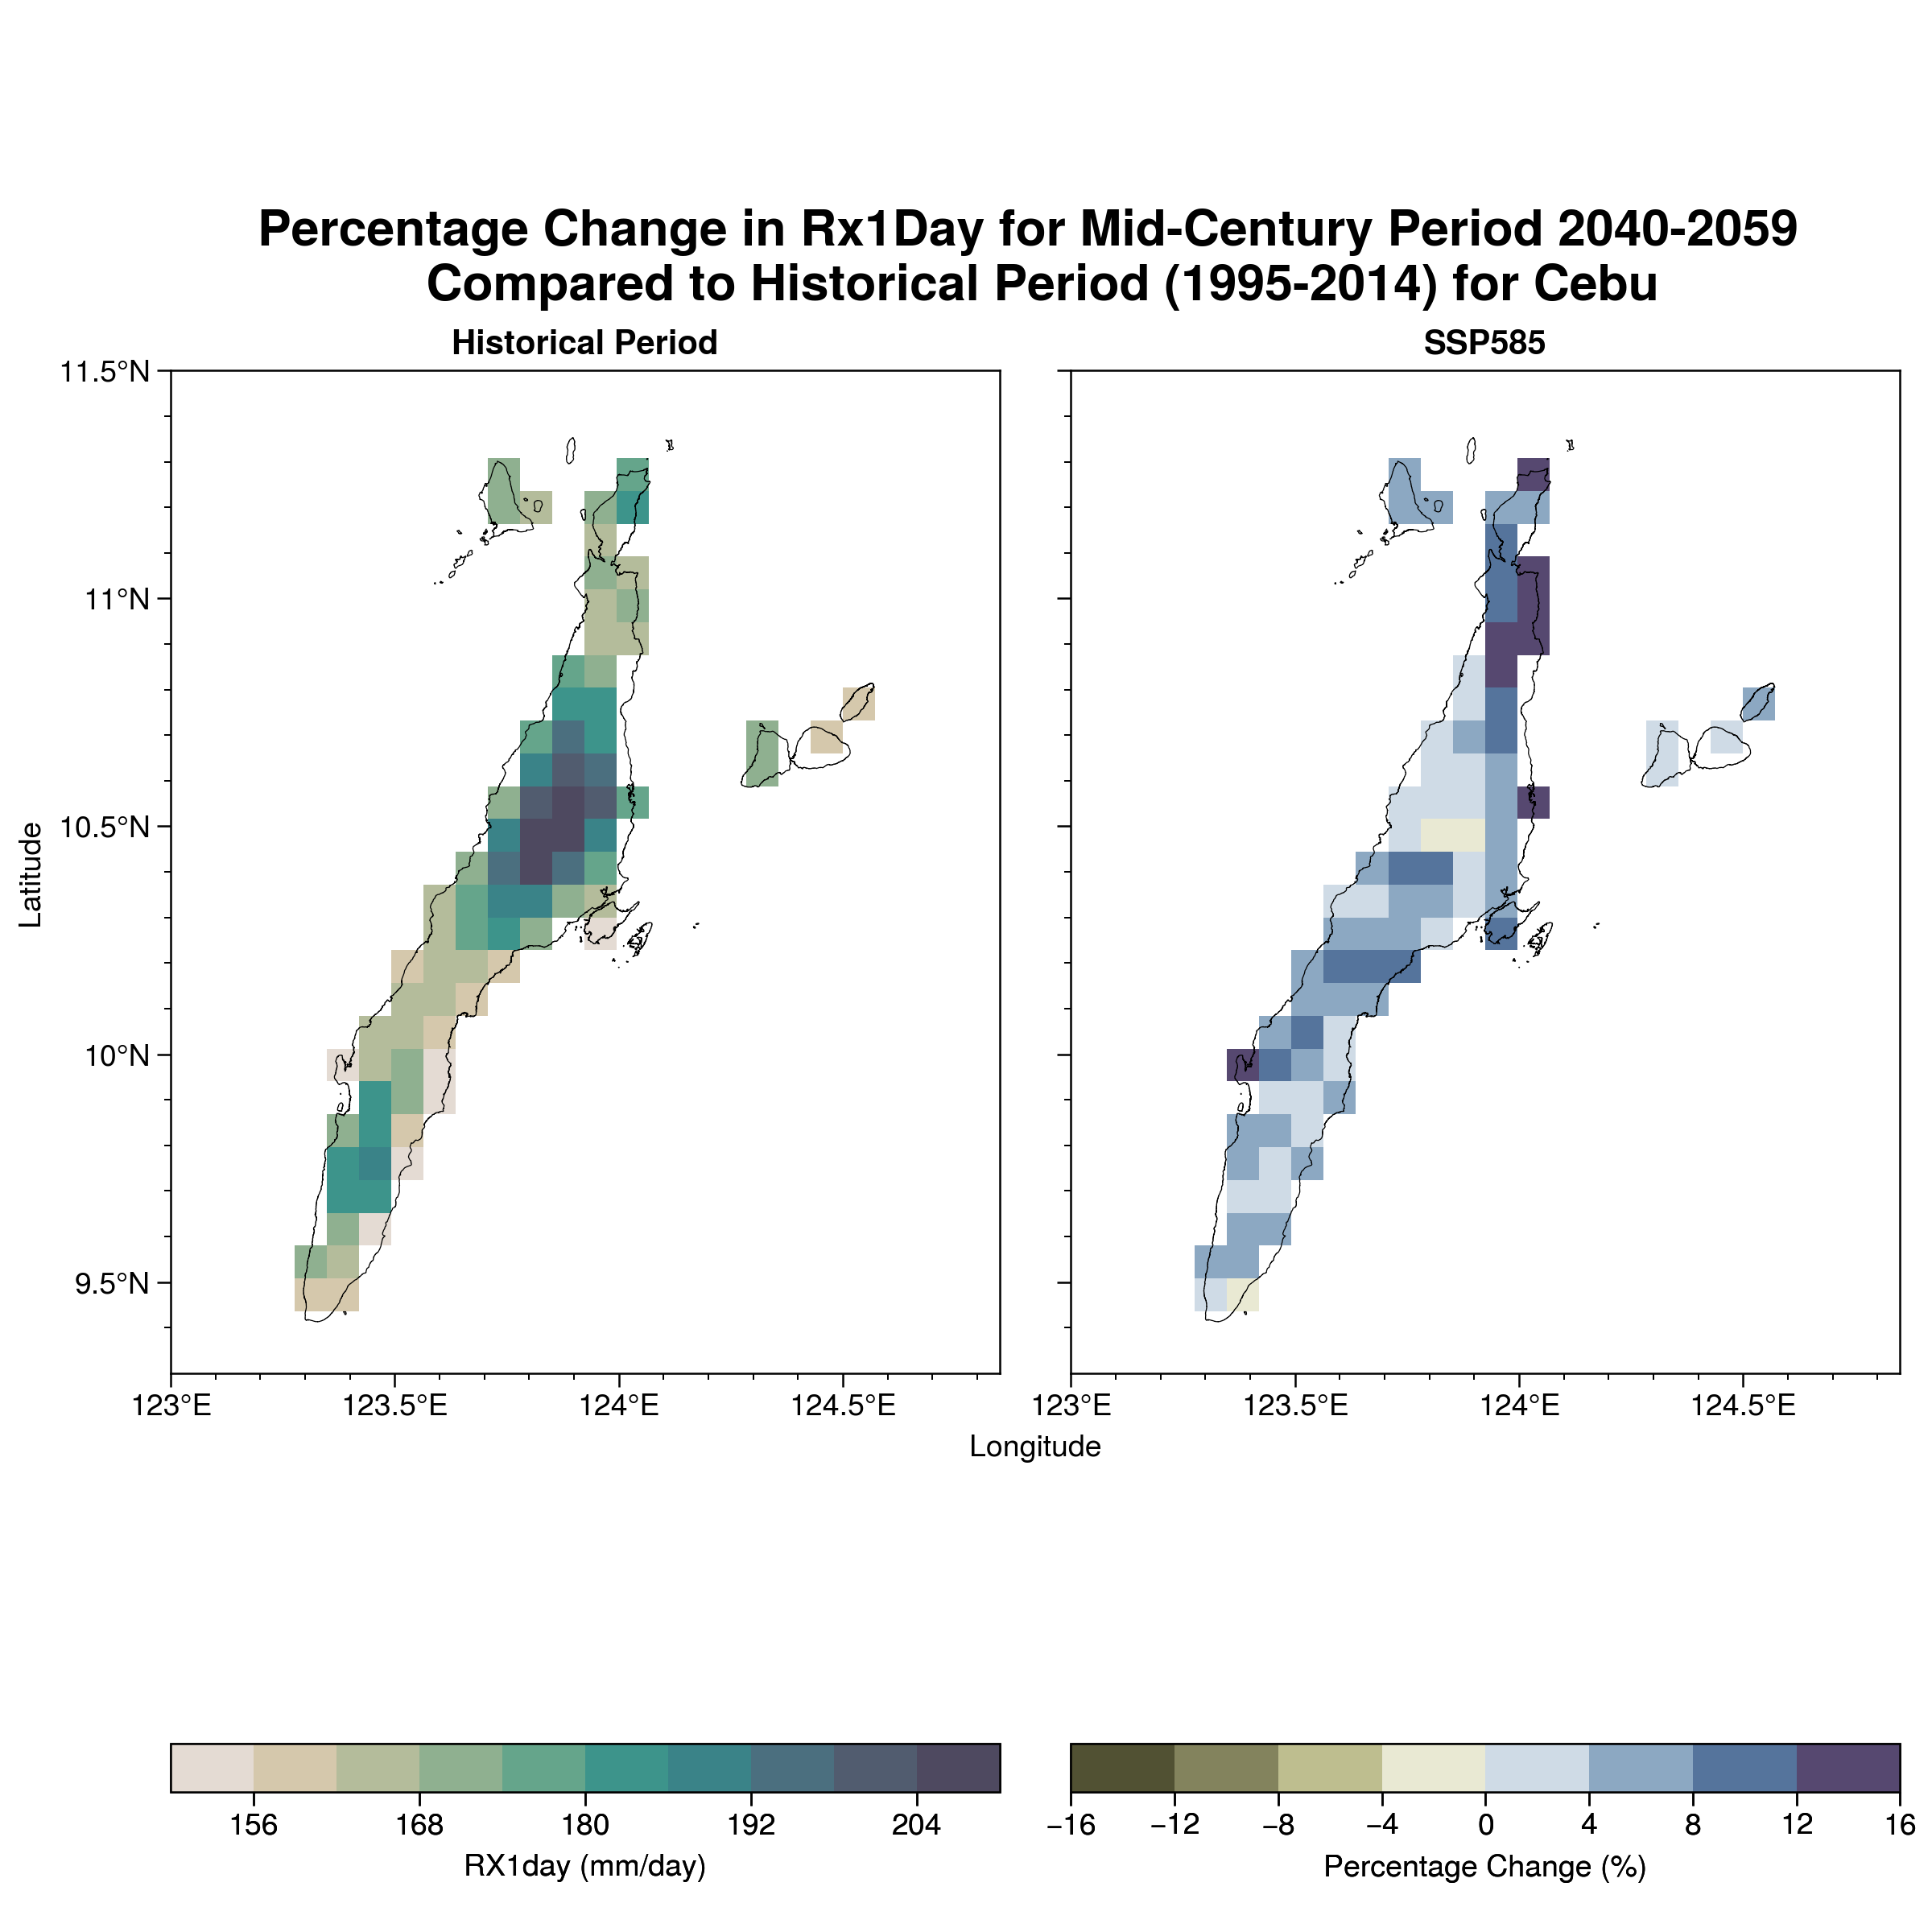 Percentage Change in Rx1Day for Mid-Century Period 2040-2059
Compared to Historical Period (1995-2014) for Cebu
Historical Period
SSP585
11.5°N
11°N
10.5°N
10°N
9.5°N
Latitude
123°E 123.5°E 124°E 124.5°E
123°E 123.5°E 124°E 124.5°E
Longitude
156 168 180 192 204
RX1day (mm/day)
−16 −12 −8 −4 0 4 8 12 16
Percentage Change (%)